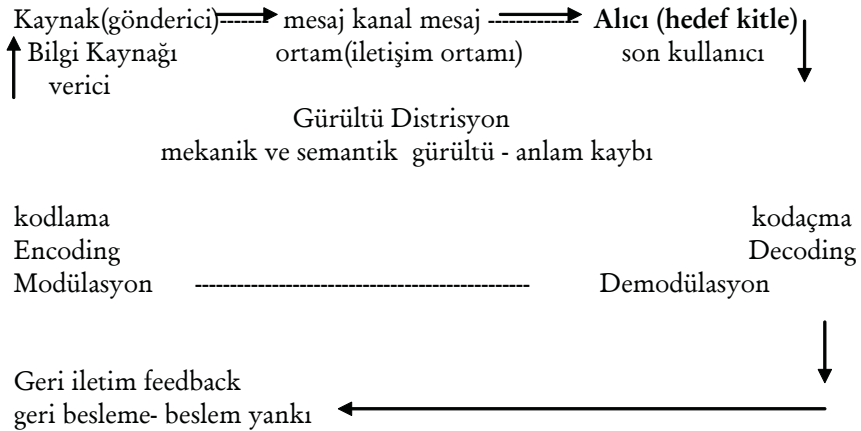 Kaynak(gönderici)------- mesaj kanal mesaj --------------- Alıcı (hedef kitle)
Bilgi Kaynağı ortam(iletişim ortamı) son kullanıcı
verici
Gürültü Distrisyon
mekanik ve semantik gürültü - anlam kaybı
kodlama kodaçma
Encoding Decoding
Modülasyon ----------------------------------------------- Demodülasyon
Geri iletim feedback
geri besleme- beslem yankı